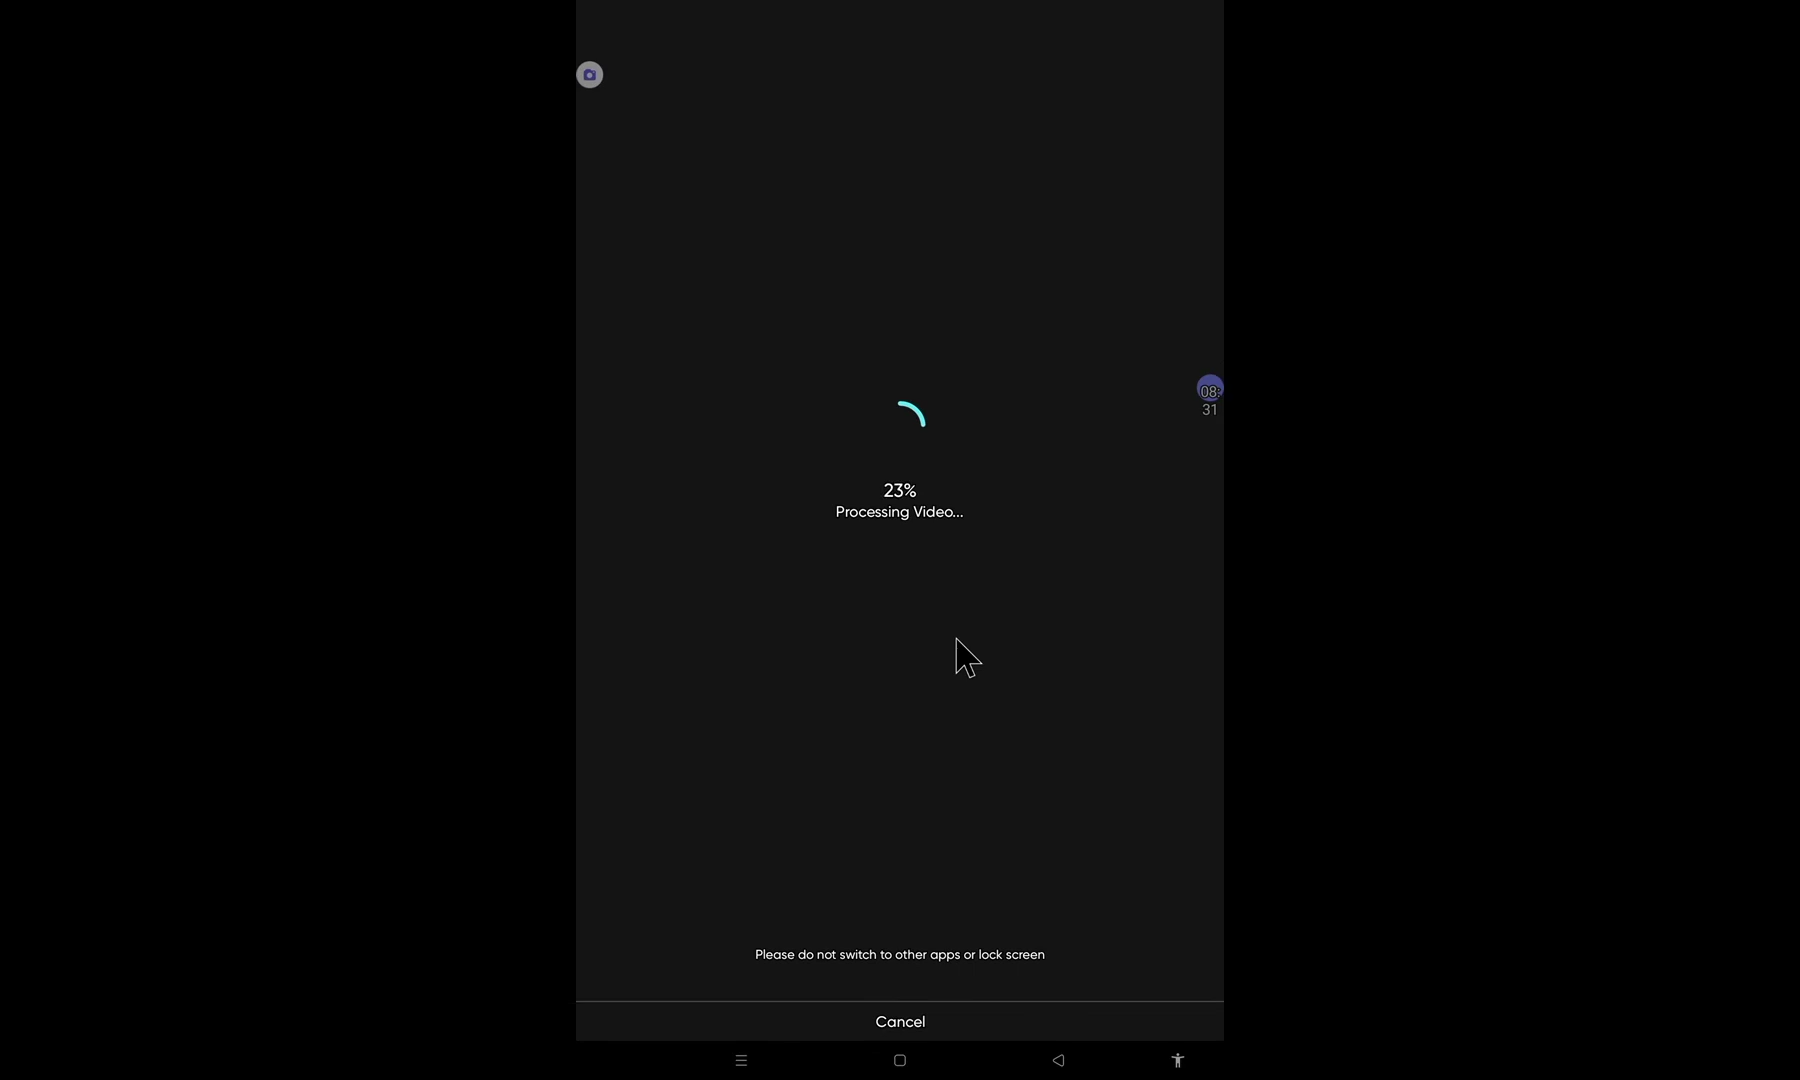 08:
31
23%
Processing Video...
Please do not switch to other apps or lock screen
Cancel